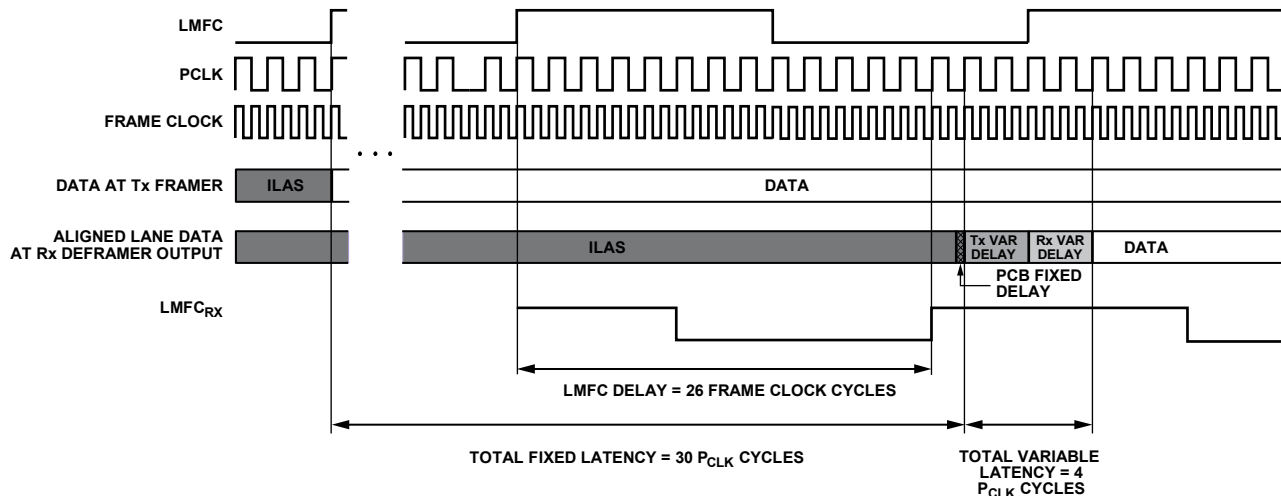 LMFC
PCLK
FRAME CLOCK
. . .
DATA AT Tx FRAMER
ILAS
DATA
ALIGNED LANE DATA
AT Rx DEFRAMER OUTPUT
ILAS
Tx VAR
DELAY
Rx VAR
DELAY
DATA
PCB FIXED
DELAY
LMFCRX
LMFC DELAY = 26 FRAME CLOCK CYCLES
TOTAL FIXED LATENCY = 30 PCLK CYCLES
TOTAL VARIABLE
LATENCY = 4
PCLK CYCLES